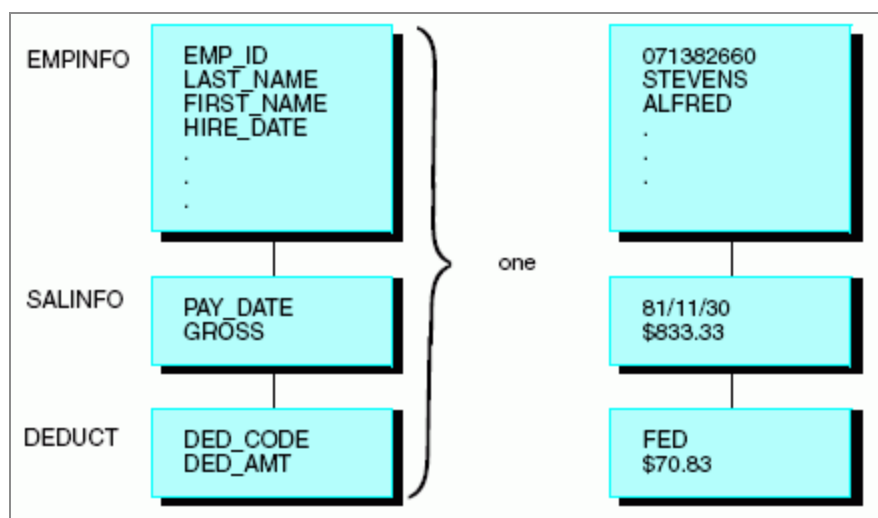 EMPINFO
EMP_ID
LAST_NAME
FIRST_NAME
HIRE_DATE
.
.
.
SALINFO
PAY_DATE
GROSS
DEDUCT
DED_CODE
DED_AMT
one
071382660
STEVENS
ALFRED
.
.
.
81/11/30
$833.33
FED
$70.83